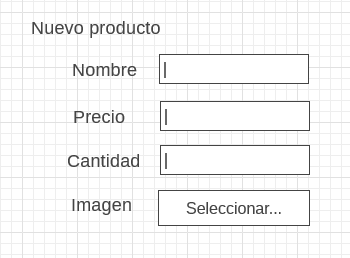 Nuevo producto
Nombre
Precio
Cantidad
Imagen Seleccionar...